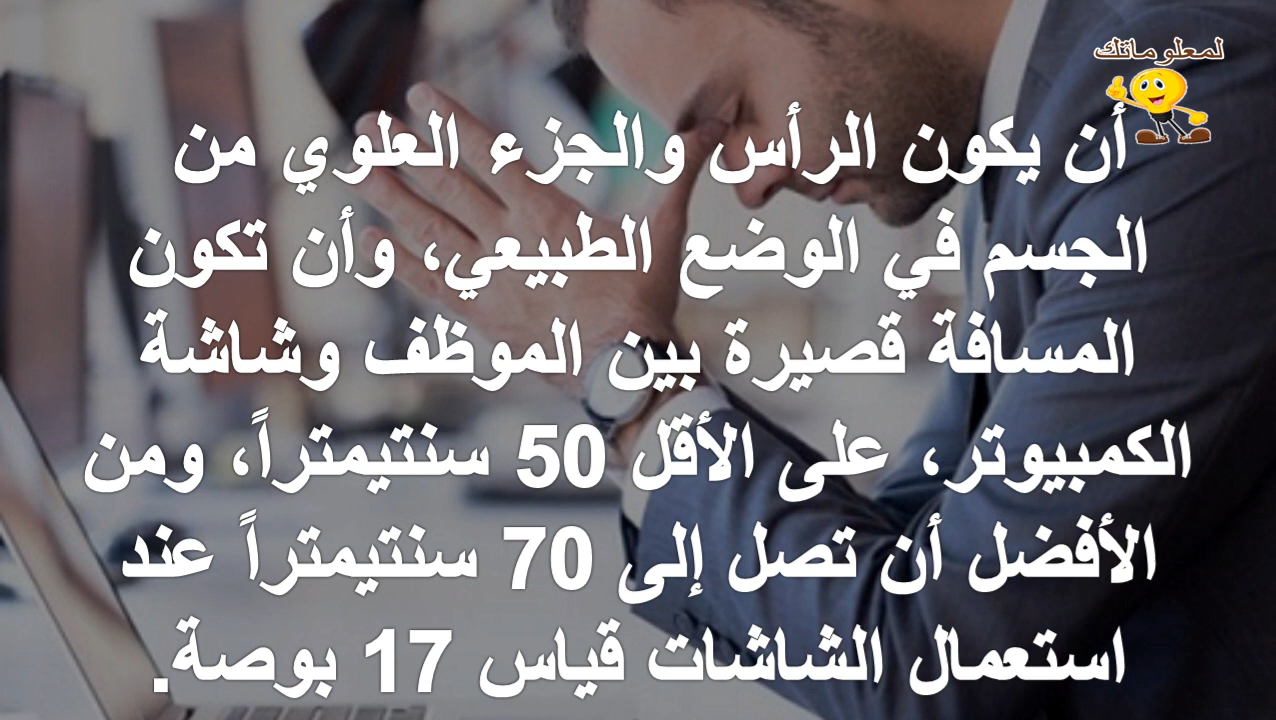 لمعلوماتك
أن يكون الرأس والجزء العلوي من
الجسم في الوضع الطبيعي، وأن تكون
المسافة قصيرة بين الموظف وشاشة
الكمبيوتر، على الأقل 50 سنتيمتراً، ومن
الأفضل أن تصل إلى 70 سنتيمتراً عند
استعمال الشاشات قياس 17 بوصة.